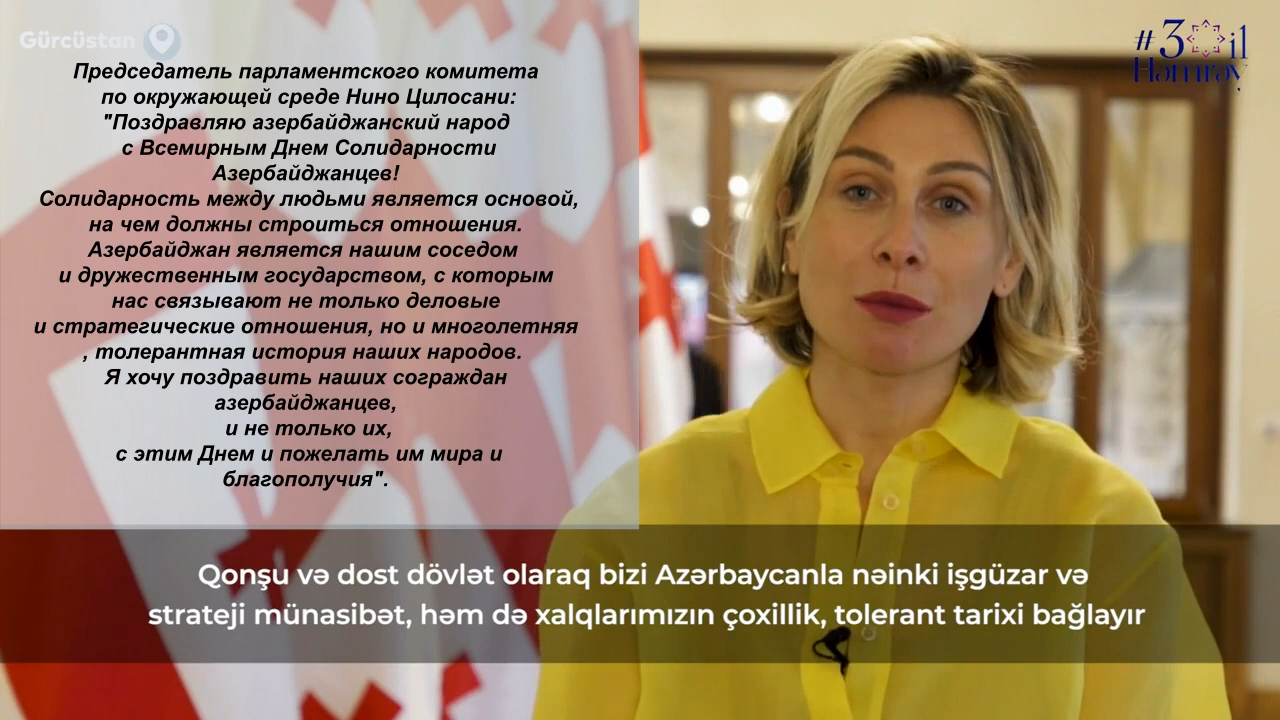 Gürcüstan
#30il
Həmrəy
Председатель парламентского комитета
по окружающей среде Нино Цилосани:
"Поздравляю азербайджанский народ
с Всемирным Днем Солидарности
Азербайджанцев!
Солидарность между людьми является основой,
на чем должны строиться отношения.
Азербайджан является нашим соседом
и дружественным государством, с которым
нас связывают не только деловые
и стратегические отношения, но и многолетняя
, толерантная история наших народов.
Я хочу поздравить наших сограждан
азербайджанцев,
и не только их,
с этим Днем и пожелать им мира и
благополучия".
Qonşu və dost dövlət olaraq bizi Azərbaycanla nəinki işgüzar və
strateji münasibət, həm də xalqlarımızın çoxillik, tolerant tarixi bağlayır